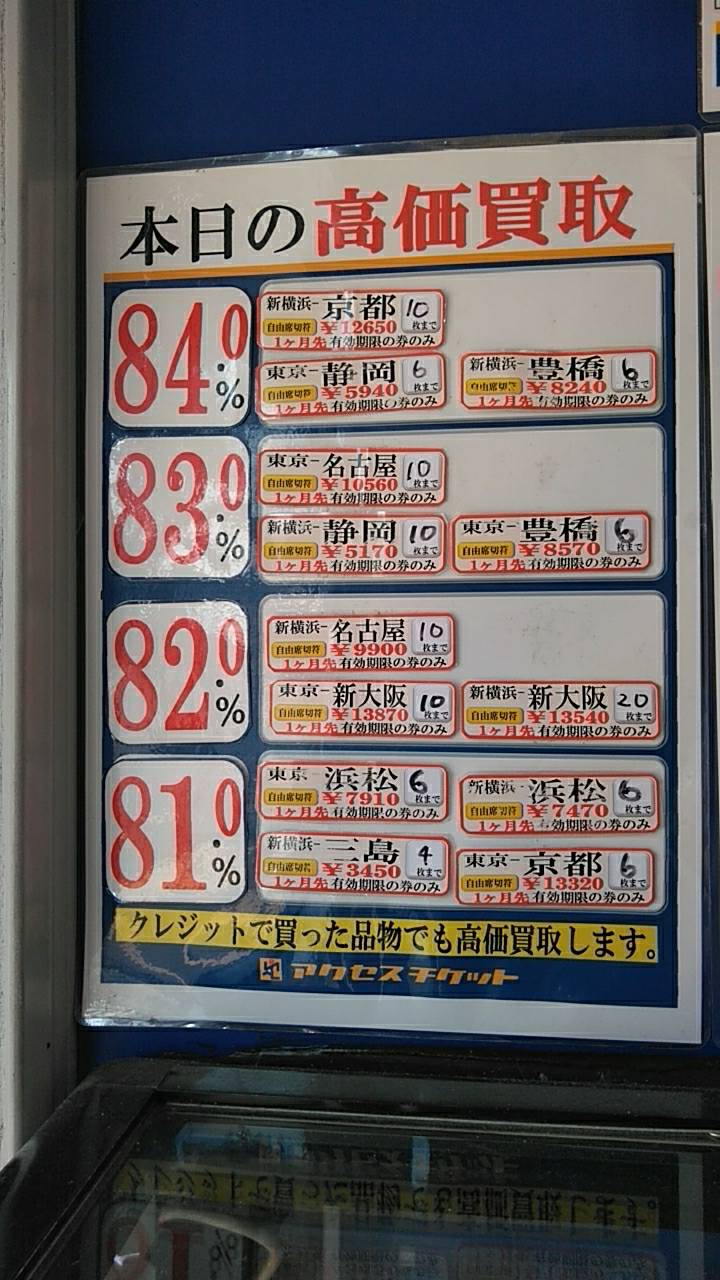 本日の高価買取
84.0%
新横浜-京都 10枚まで
自由席切符 ¥12650
1ヶ月先有効期限の券のみ
東京-静岡 6枚まで
自由席切符 ¥5940
1ヶ月先有効期限の券のみ
新横浜-豊橋 6枚まで
自由席切符 ¥8240
1ヶ月先有効期限の券のみ
83.0%
東京-名古屋 10枚まで
自由席切符 ¥10560
1ヶ月先有効期限の券のみ
新横浜-静岡 10枚まで
自由席切符 ¥5170
1ヶ月先有効期限の券のみ
東京-豊橋 6枚まで
自由席切符 ¥8570
1ヶ月先有効期限の券のみ
82.0%
新横浜-名古屋 10枚まで
自由席切符 ¥9900
1ヶ月先有効期限の券のみ
東京-新大阪 10枚まで
自由席切符 ¥13870
1ヶ月先有効期限の券のみ
新横浜-新大阪 20枚まで
自由席切符 ¥13540
1ヶ月先有効期限の券のみ
81.0%
東京-浜松 6枚まで
自由席切符 ¥7910
1ヶ月先有効期限の券のみ
新横浜-浜松 6枚まで
自由席切符 ¥7470
1ヶ月先有効期限の券のみ
新横浜-三島 4枚まで
自由席切符 ¥3450
1ヶ月先有効期限の券のみ
東京-京都 6枚まで
自由席切符 ¥13320
1ヶ月先有効期限の券のみ
クレジットで買った品物でも高価買取します。
アクセスチケット